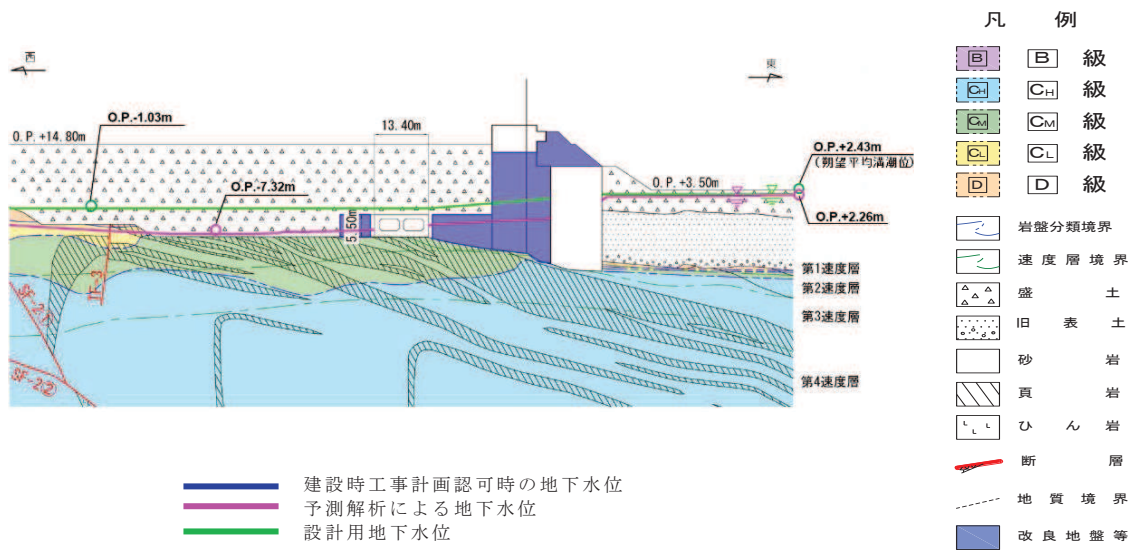 西
東
O.P.-1.03m
O.P.+14.80m
13.40m
O.P.-7.32m
5.50m
O.P.+2.43m
(朔望平均満潮位)
O.P.+3.50m
O.P.+2.26m
TF-3
SF-2①
SF-2②
第1速度層
第2速度層
第3速度層
第4速度層
建設時工事計画認可時の地下水位
予測解析による地下水位
設計用地下水位
凡 例
B B 級
CH CH 級
CM CM 級
CL CL 級
D D 級
岩盤分類境界
速度層境界
盛 土
旧 表 土
砂 岩
頁 岩
ひ ん 岩
断 層
地 質 境 界
改 良 地 盤 等